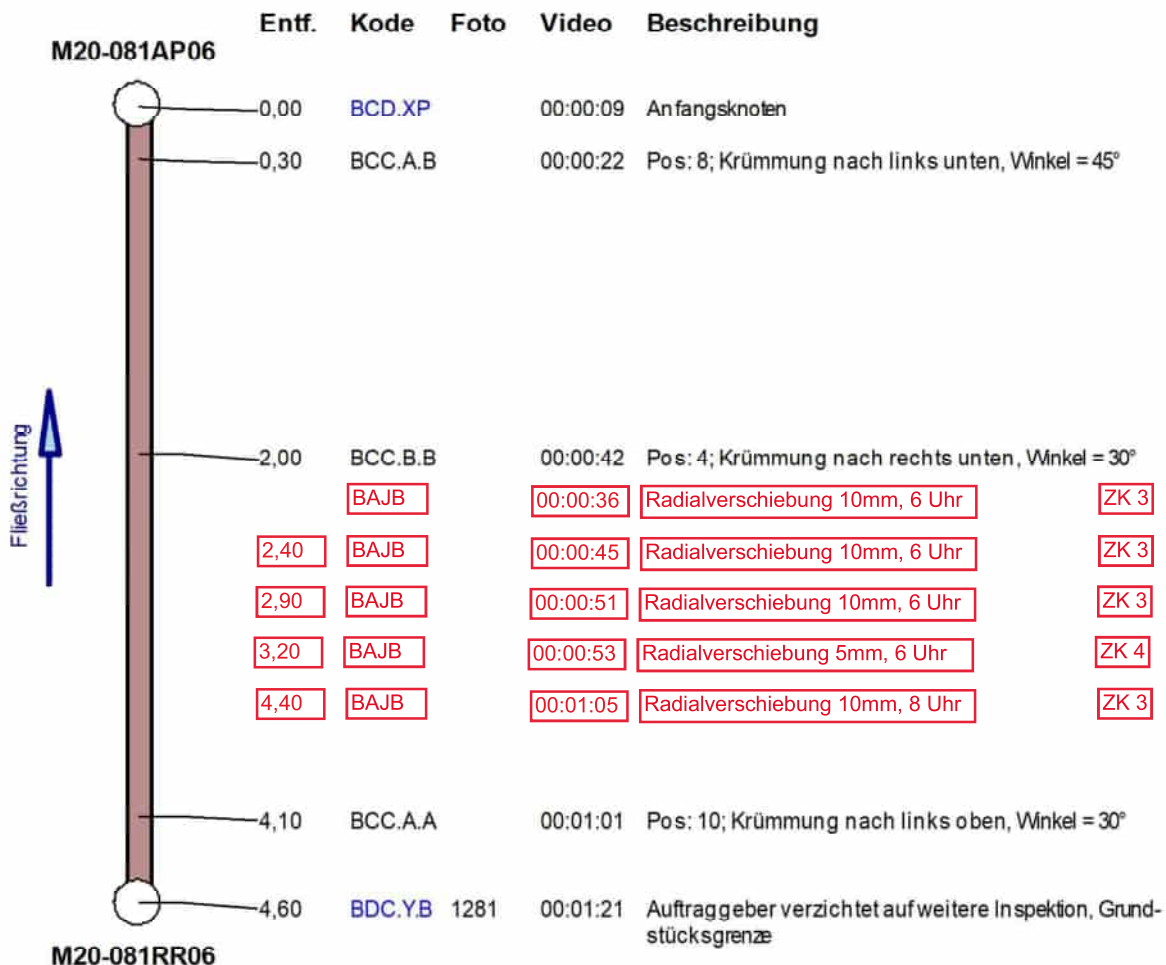 Entf. Kode Foto Video Beschreibung
M20-081AP06
0,00 BCD.XP 00:00:09 Anfangsknoten
0,30 BCC.A.B 00:00:22 Pos: 8; Krümmung nach links unten, Winkel = 45°
Fließrichtung
2,00 BCC.B.B 00:00:42 Pos: 4; Krümmung nach rechts unten, Winkel = 30°
BAJB 00:00:36 Radialverschiebung 10mm, 6 Uhr ZK 3
2,40 BAJB 00:00:45 Radialverschiebung 10mm, 6 Uhr ZK 3
2,90 BAJB 00:00:51 Radialverschiebung 10mm, 6 Uhr ZK 3
3,20 BAJB 00:00:53 Radialverschiebung 5mm, 6 Uhr ZK 4
4,40 BAJB 00:01:05 Radialverschiebung 10mm, 8 Uhr ZK 3
4,10 BCC.A.A 00:01:01 Pos: 10; Krümmung nach links oben, Winkel = 30°
4,60 BDC.Y.B 1281 00:01:21 Auftraggeber verzichtet auf weitere Inspektion, Grund-
stücksgrenze
M20-081RR06